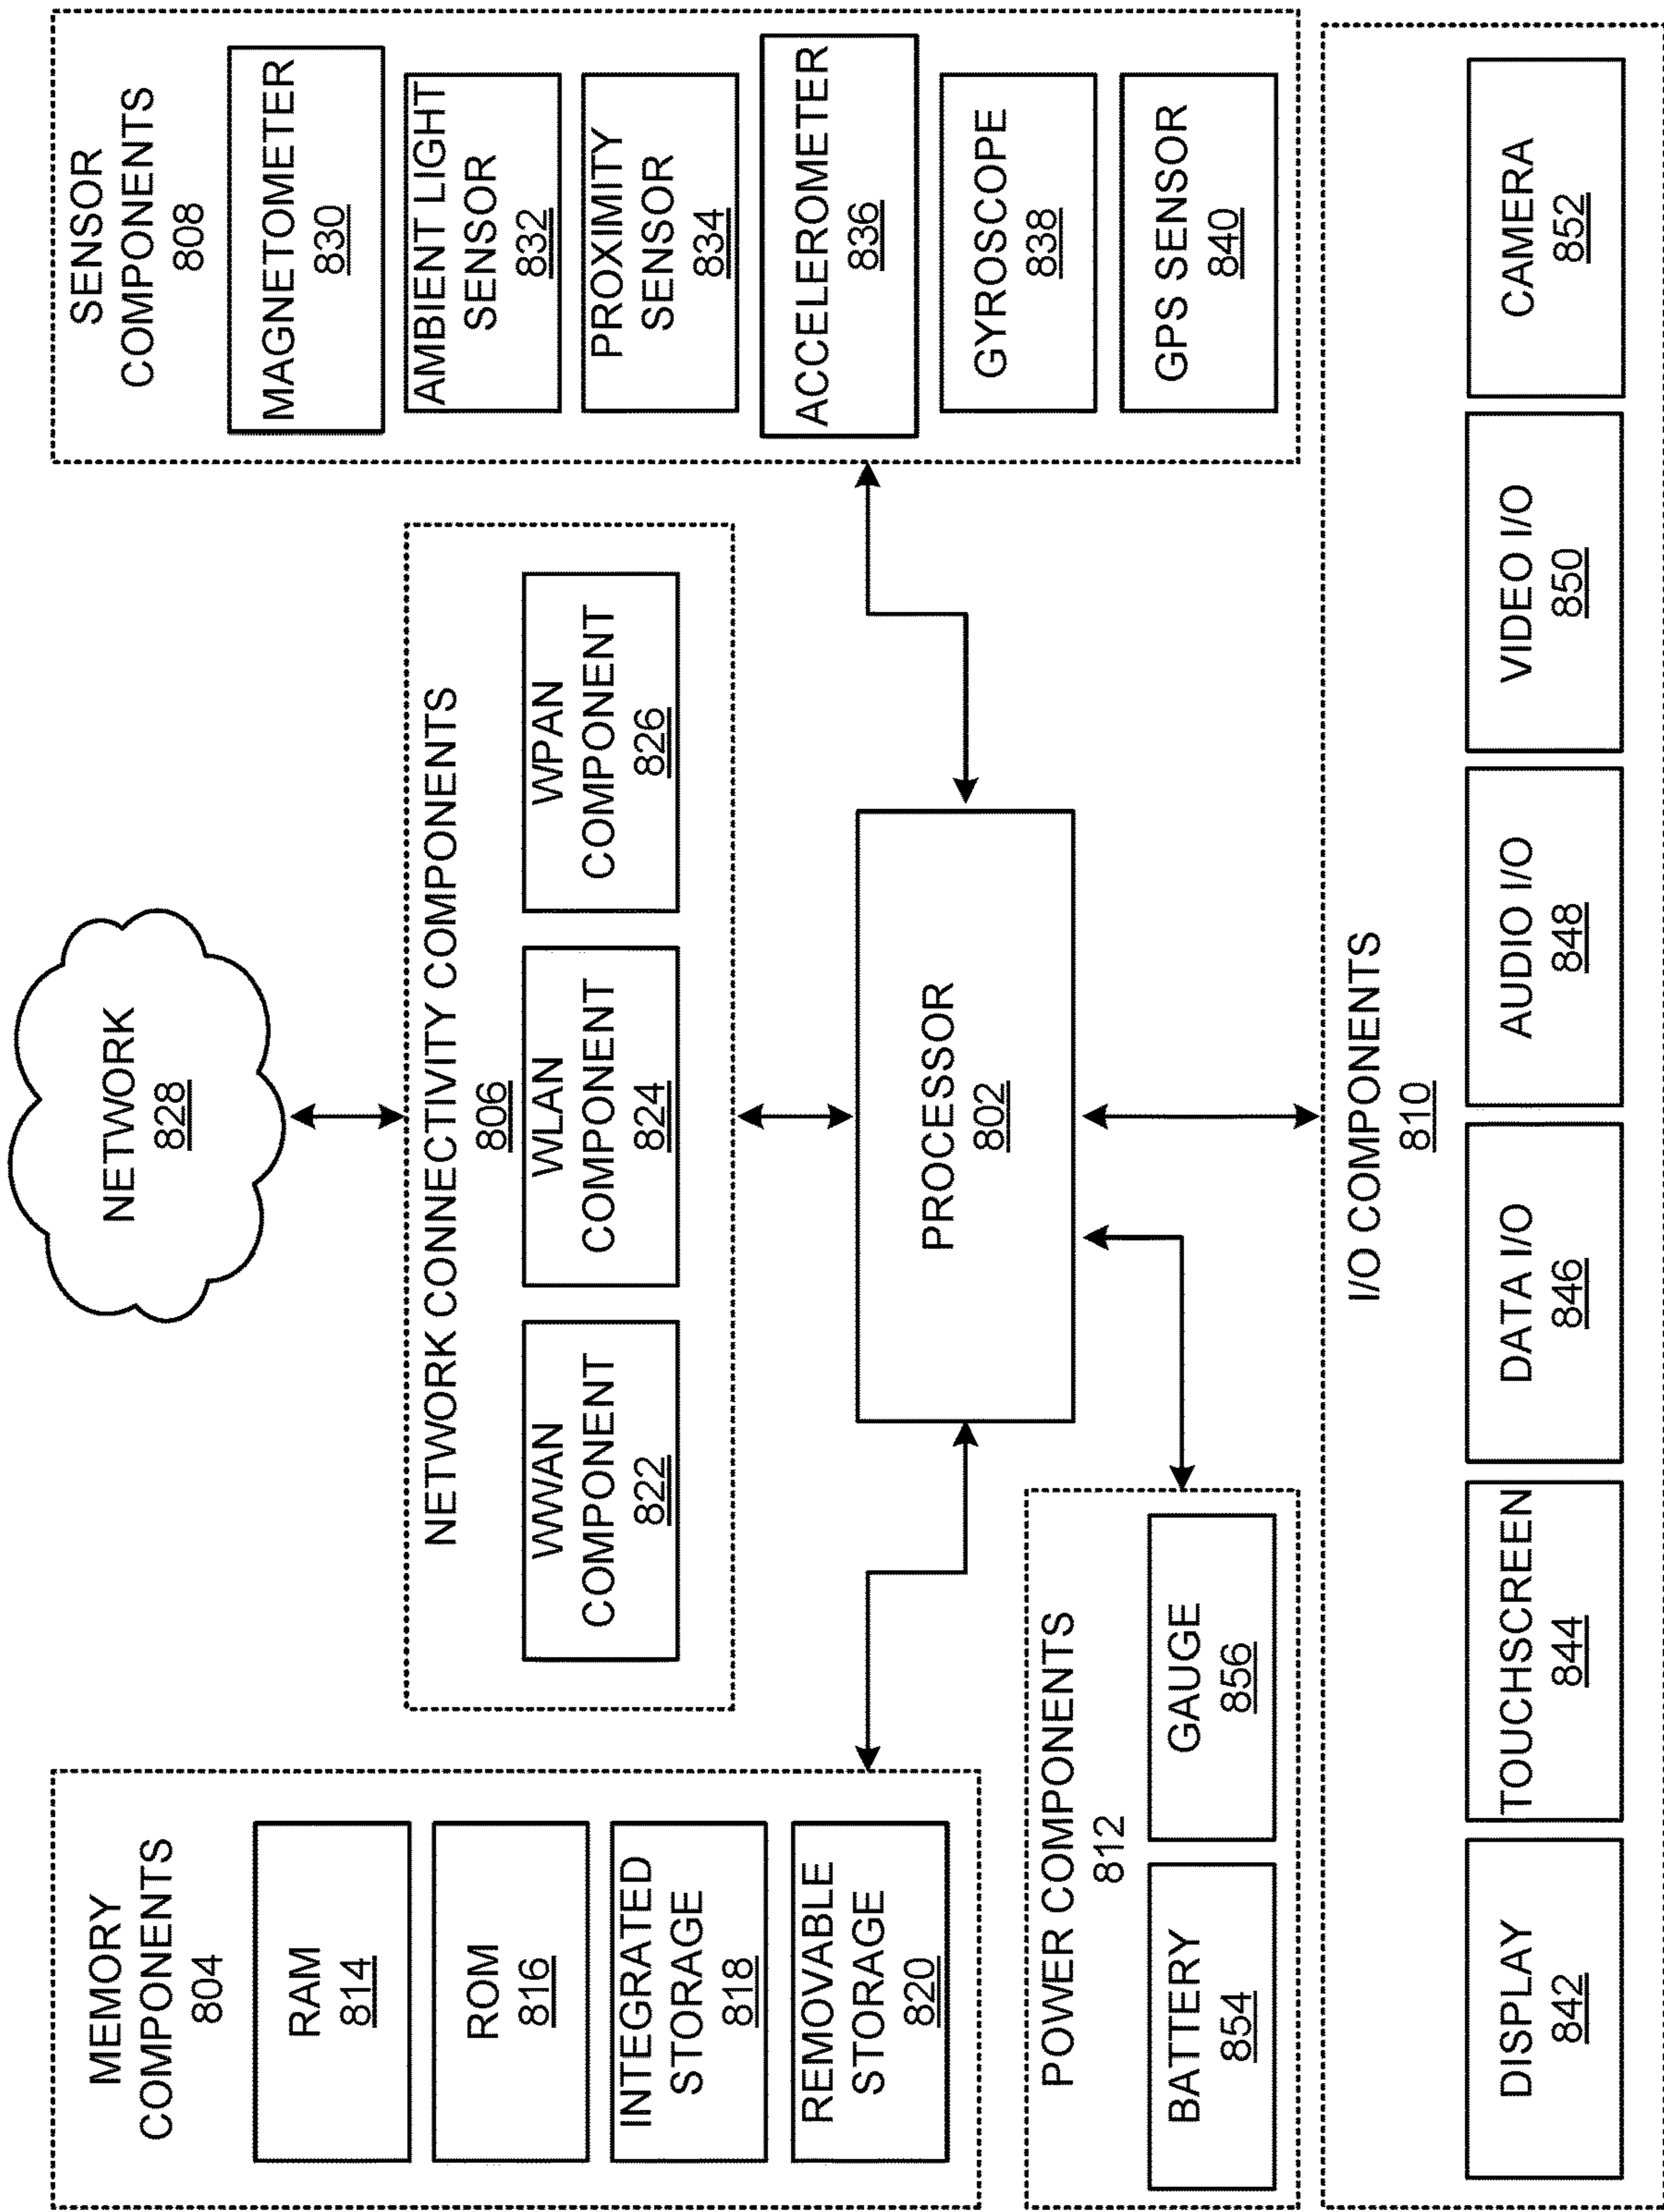 NETWORK
828
MEMORY
COMPONENTS
804
RAM
814
ROM
816
INTEGRATED
STORAGE
818
REMOVABLE
STORAGE
820
NETWORK CONNECTIVITY COMPONENTS
806
WWAN
COMPONENT
822
WLAN
COMPONENT
824
WPAN
COMPONENT
826
SENSOR
COMPONENTS
808
MAGNETOMETER
830
AMBIENT LIGHT
SENSOR
832
PROXIMITY
SENSOR
834
ACCELEROMETER
836
GYROSCOPE
838
GPS SENSOR
840
PROCESSOR
802
POWER COMPONENTS
812
BATTERY
854
GAUGE
856
I/O COMPONENTS
810
DISPLAY
842
TOUCHSCREEN
844
DATA I/O
846
AUDIO I/O
848
VIDEO I/O
850
CAMERA
852